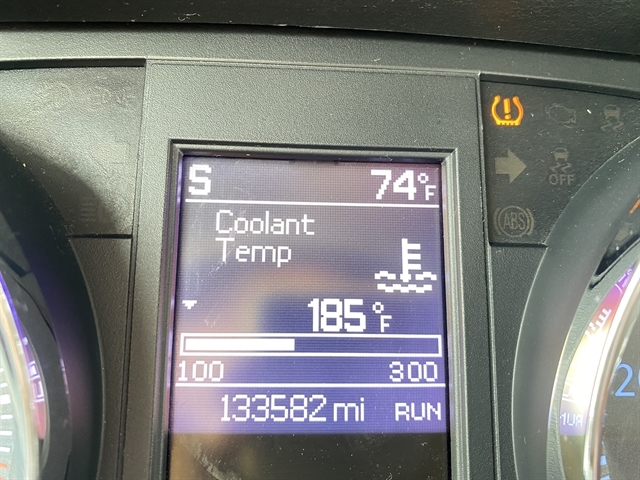 S 74°F
Coolant
Temp
185°F
100 300
133582 mi RUN
OFF
ABS